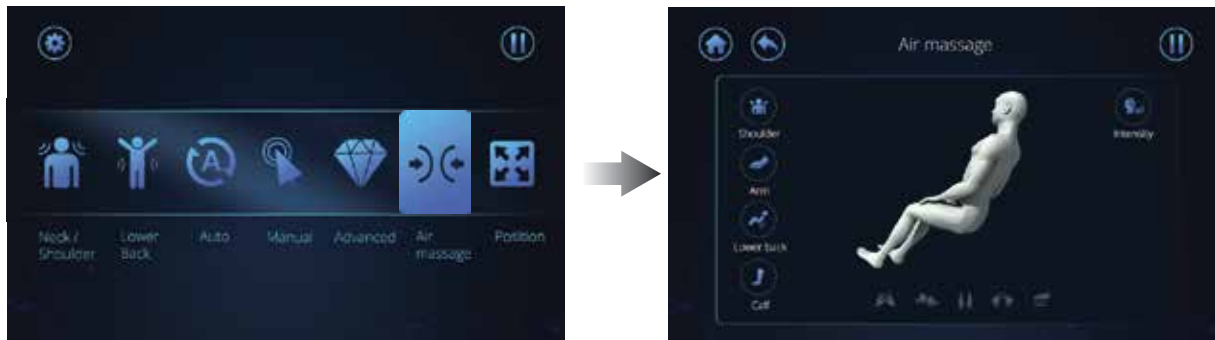 Neck /
Shoulder
Lower
Back
Auto
Manual
Advanced
Air
massage
Position
Air massage
Shoulder
Arm
Lower back
Calf
Intensity